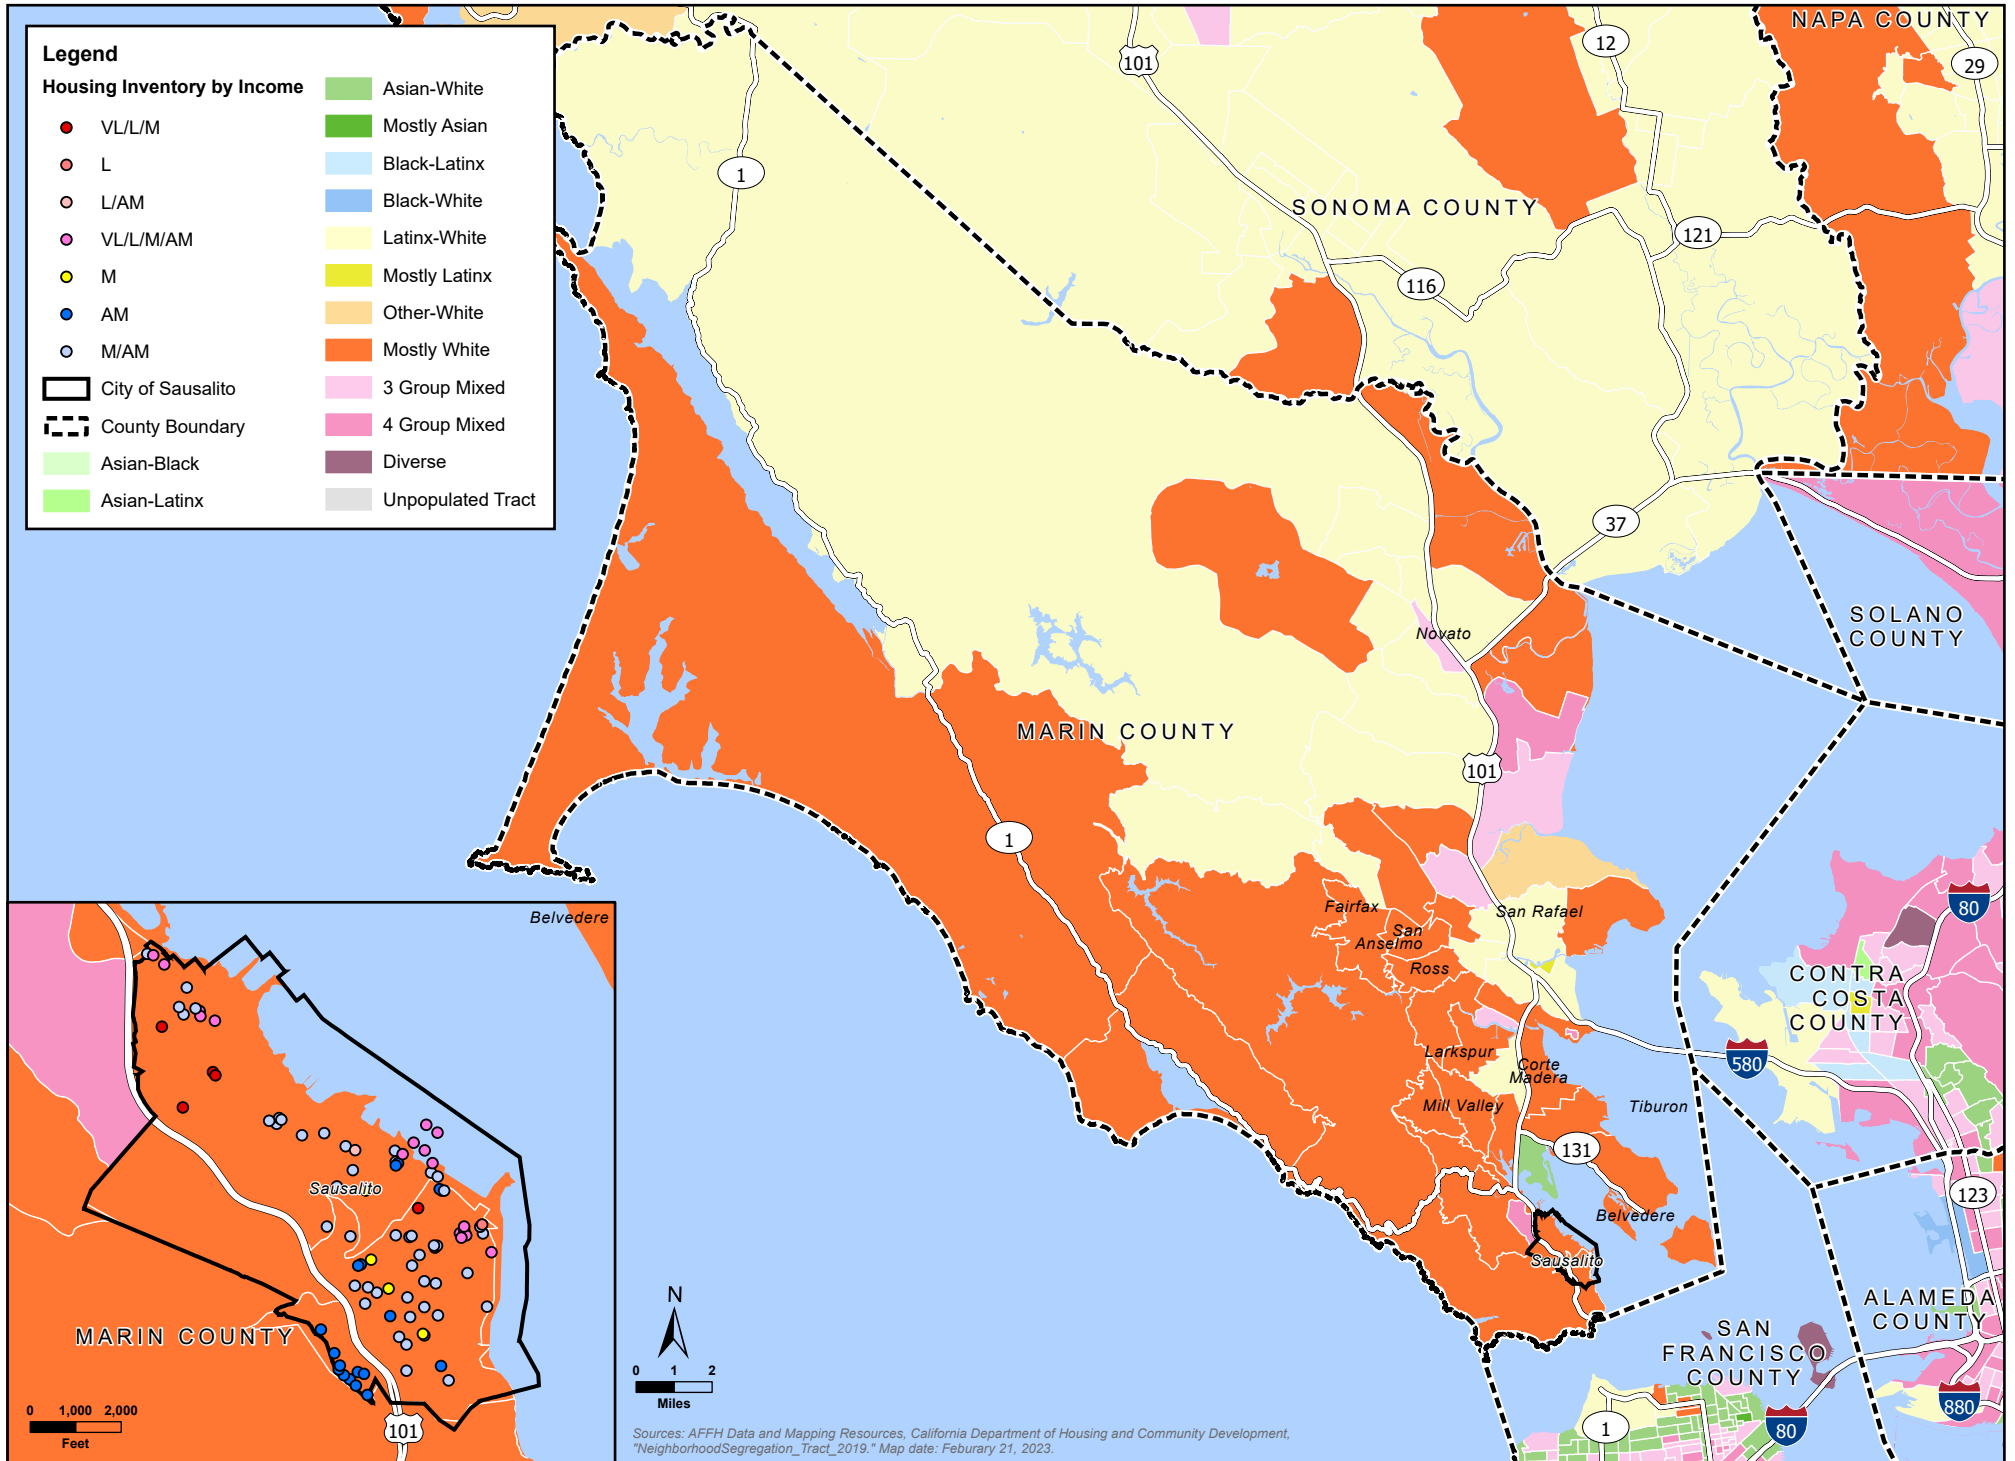 Legend
Housing Inventory by Income
VL/L/M
L
L/AM
VL/L/M/AM
M
AM
M/AM
City of Sausalito
County Boundary
Asian-Black
Asian-Latinx
Asian-White
Mostly Asian
Black-Latinx
Black-White
Latinx-White
Mostly Latinx
Other-White
Mostly White
3 Group Mixed
4 Group Mixed
Diverse
Unpopulated Tract
NAPA COUNTY
12
29
101
1
SONOMA COUNTY
121
116
37
SOLANO
COUNTY
Novato
MARIN COUNTY
101
1
Fairfax
San
Anselmo
San Rafael
Ross
80
CONTRA
COSTA
COUNTY
Larkspur
Corte
Madera
580
Mill Valley
Tiburon
131
123
Belvedere
Sausalito
ALAMEDA
COUNTY
SAN
FRANCISCO
COUNTY
880
1
80
Belvedere
Sausalito
MARIN COUNTY
101
0 1,000 2,000
Feet
N
0 1 2
Miles
Sources: AFFH Data and Mapping Resources, California Department of Housing and Community Development,
"NeighborhoodSegregation_Tract_2019." Map date: Feburary 21, 2023.